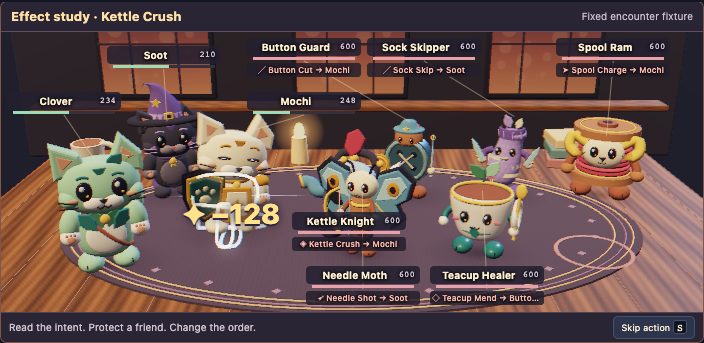 Effect study · Kettle Crush
Fixed encounter fixture
Soot 210
Button Guard 600
Sock Skipper 600
Spool Ram 600
Button Cut → Mochi
Sock Skip → Soot
Spool Charge → Mochi
Clover 234
Mochi 248
-128
Kettle Knight 600
Kettle Crush → Mochi
Needle Moth 600
Teacup Healer 600
Needle Shot → Soot
Teacup Mend → Butto...
Read the intent. Protect a friend. Change the order.
Skip action S